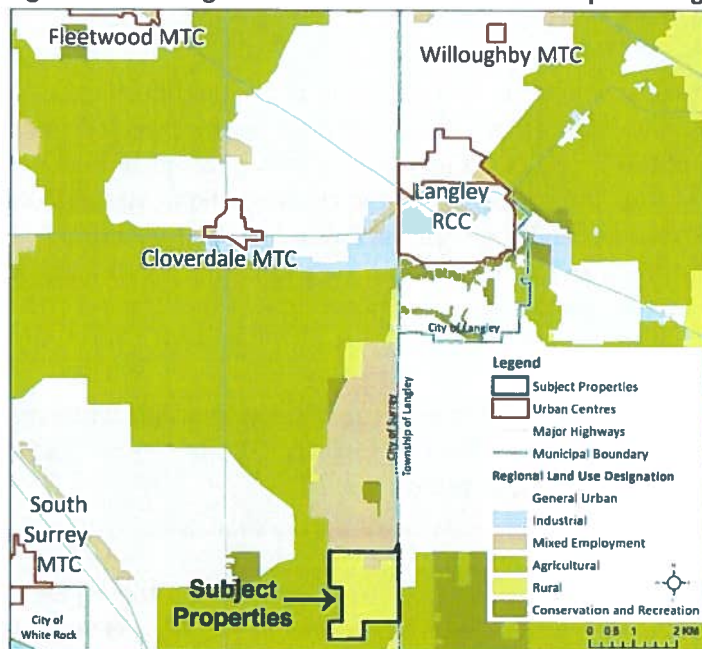 Fleetwood MTC
Willoughby MTC
Langley
RCC
Cloverdale MTC
City of Langley
City of Surrey
Township of Langley
South
Surrey
MTC
City of
White Rock
Subject
Properties
Legend
Subject Properties
Urban Centres
Major Highways
Municipal Boundary
Regional Land Use Designation
General Urban
Industrial
Mixed Employment
Agricultural
Rural
Conservation and Recreation
0 0.5 1 2 KM